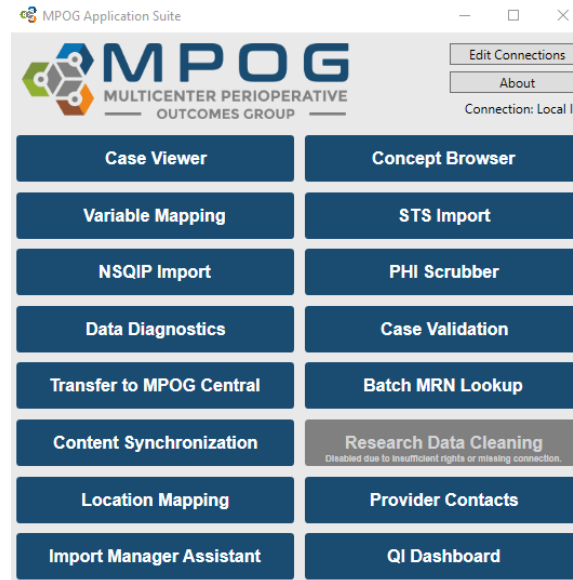 MPOG Application Suite
MPOG
MULTICENTER PERIOPERATIVE
OUTCOMES GROUP
Edit Connections
About
Connection: Local I
Case Viewer
Concept Browser
Variable Mapping
STS Import
NSQIP Import
PHI Scrubber
Data Diagnostics
Case Validation
Transfer to MPOG Central
Batch MRN Lookup
Content Synchronization
Research Data Cleaning
Disabled due to insufficient rights or missing connection.
Location Mapping
Provider Contacts
Import Manager Assistant
QI Dashboard